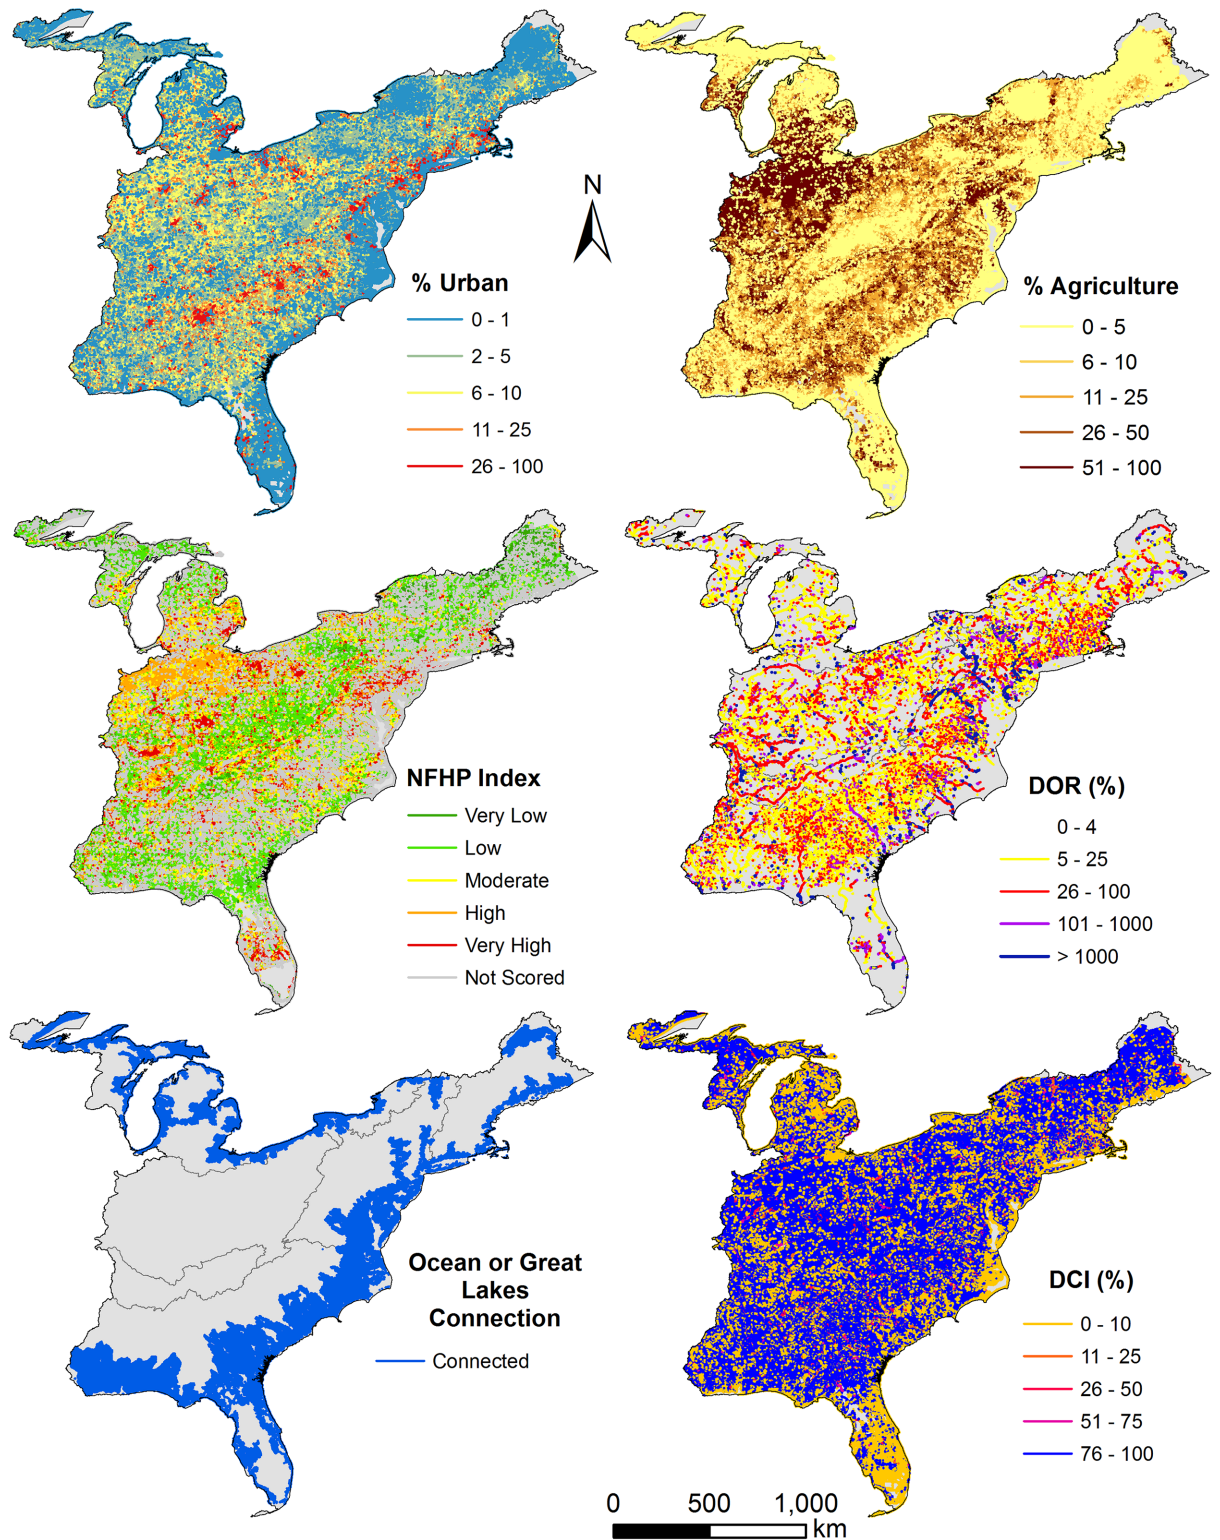 N
% Urban
0 - 1
2 - 5
6 - 10
11 - 25
26 - 100
% Agriculture
0 - 5
6 - 10
11 - 25
26 - 50
51 - 100
NFHP Index
Very Low
Low
Moderate
High
Very High
Not Scored
DOR (%)
0 - 4
5 - 25
26 - 100
101 - 1000
> 1000
Ocean or Great
Lakes
Connection
Connected
DCI (%)
0 - 10
11 - 25
26 - 50
51 - 75
76 - 100
0 500 1,000
km